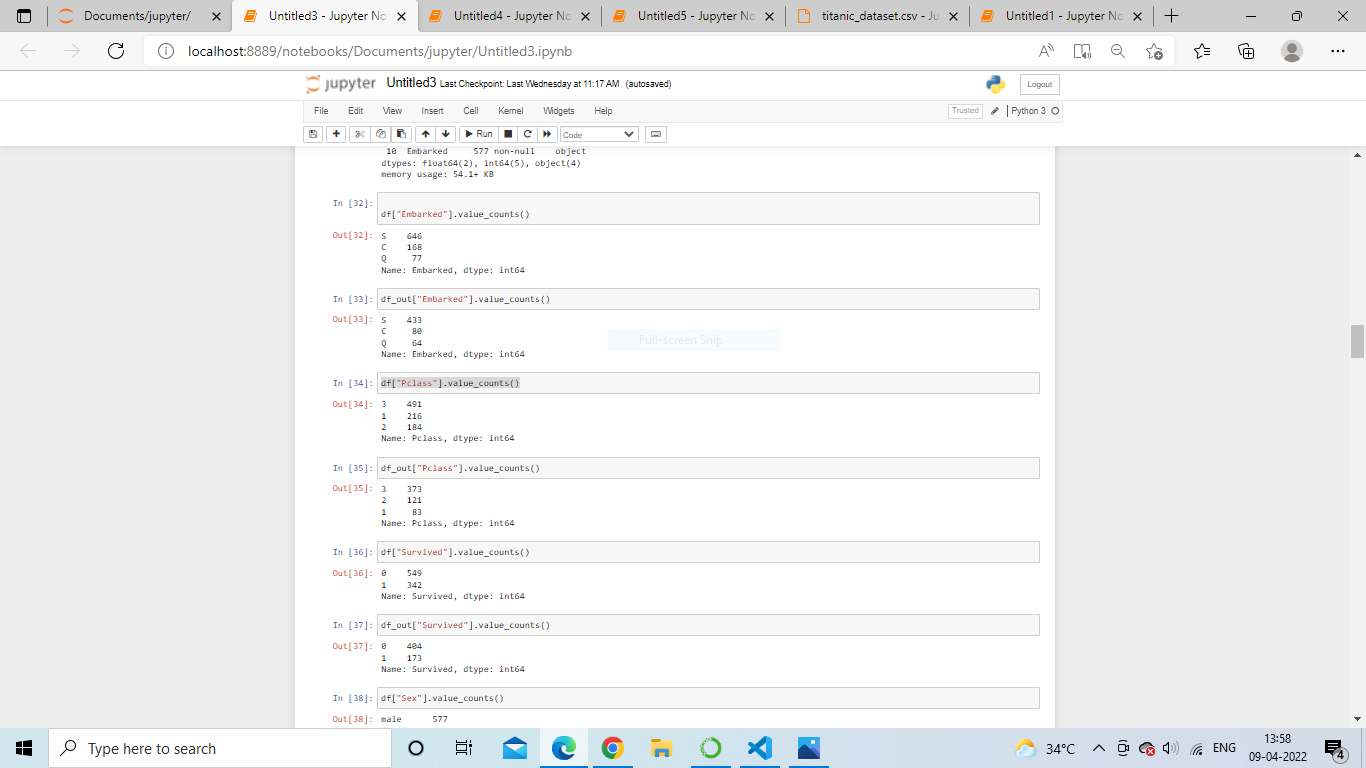 Documents/jupyter/
Untitled3 - Jupyter No
Untitled4 - Jupyter No
Untitled5 - Jupyter No
titanic_dataset.csv - Ju
Untitled1 - Jupyter No
localhost:8889/notebooks/Documents/jupyter/Untitled3.ipynb
jupyter Untitled3 Last Checkpoint: Last Wednesday at 11:17 AM (autosaved)
Logout
File Edit View Insert Cell Kernel Widgets Help
Trusted
Python 3
Run
Code
10 Embarked 577 non-null object
dtypes: float64(2), int64(5), object(4)
memory usage: 54.1+ KB
In [32]:
df["Embarked"].value_counts()
Out[32]: S 646
C 168
Q 77
Name: Embarked, dtype: int64
In [33]: df_out["Embarked"].value_counts()
Out[33]: S 433
C 80
Q 64
Name: Embarked, dtype: int64
Full-screen Snip
In [34]: df["Pclass"].value_counts()
Out[34]: 3 491
1 216
2 184
Name: Pclass, dtype: int64
In [35]: df_out["Pclass"].value_counts()
Out[35]: 3 373
2 121
1 83
Name: Pclass, dtype: int64
In [36]: df["Survived"].value_counts()
Out[36]: 0 549
1 342
Name: Survived, dtype: int64
In [37]: df_out["Survived"].value_counts()
Out[37]: 0 404
1 173
Name: Survived, dtype: int64
In [38]: df["Sex"].value_counts()
Out[38]: male 577
Type here to search
34°C
ENG
13:58
09-04-2022
4